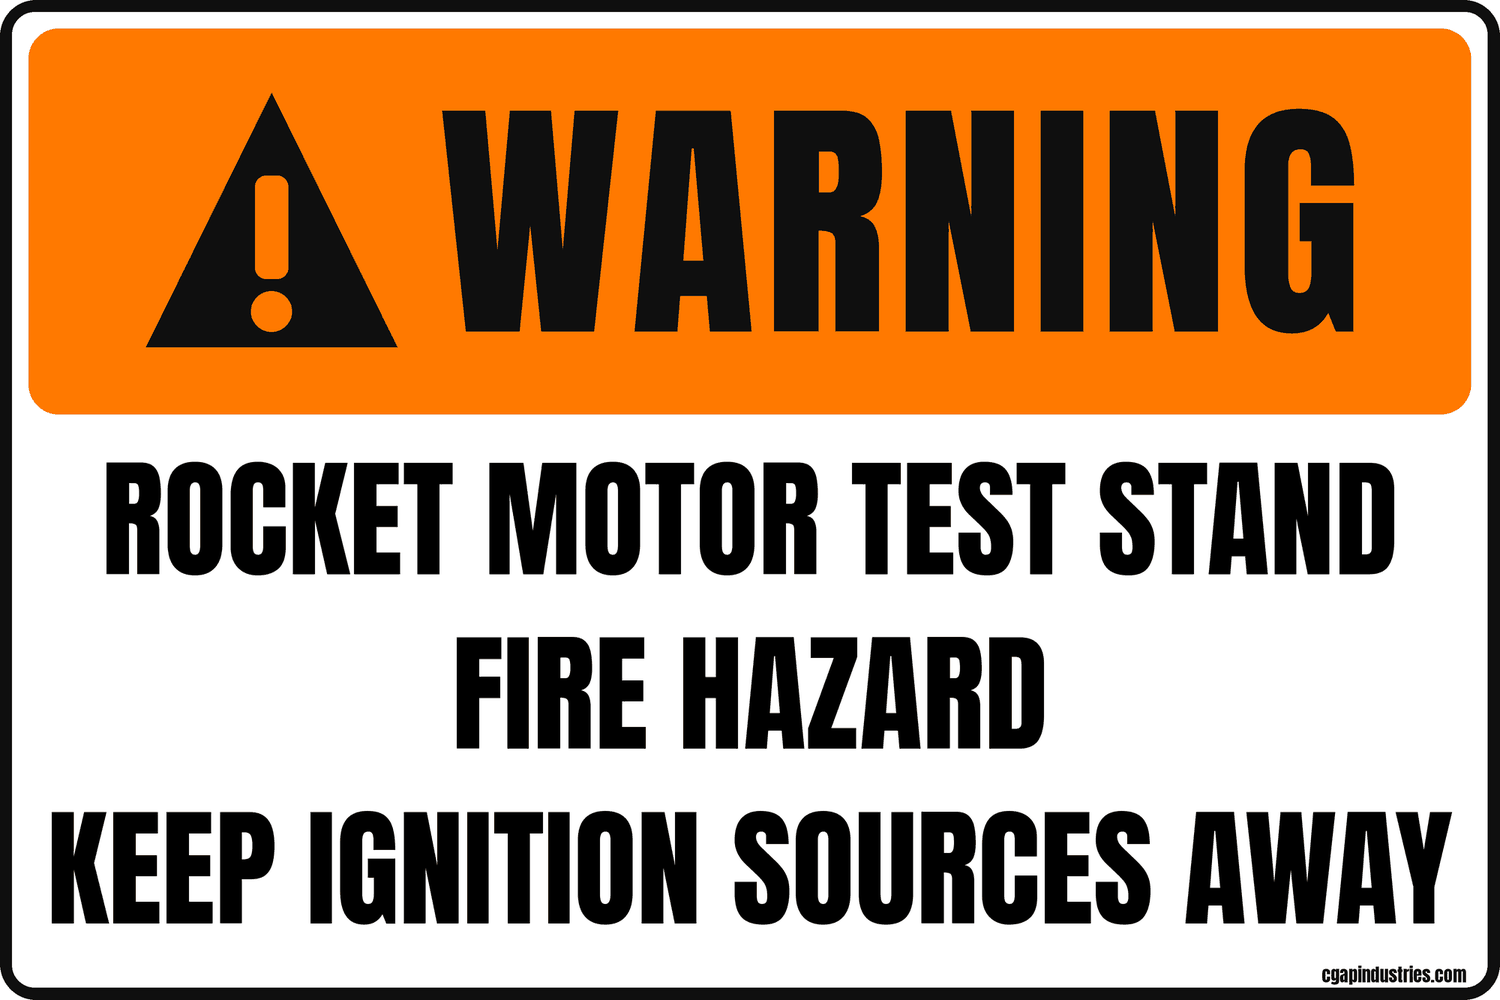 WARNING
ROCKET MOTOR TEST STAND
FIRE HAZARD
KEEP IGNITION SOURCES AWAY
cgapindustries.com